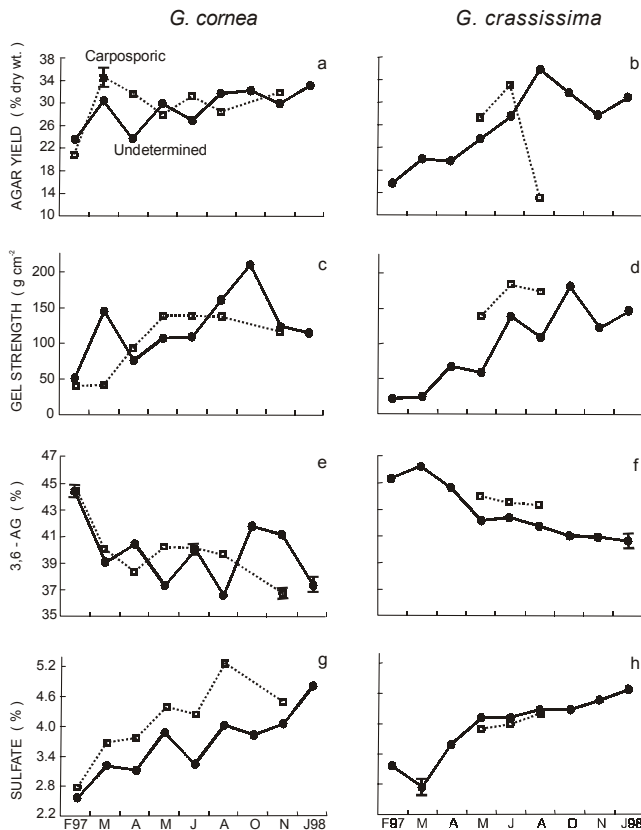 G. cornea
G. crassissima
AGAR YIELD ( % dry wt. )
38
34
30
26
22
18
14
10
Carposporic
Undetermined
a
b
GEL STRENGTH ( g cm-2 )
200
150
100
50
0
c
d
3,6 - AG ( % )
47
45
43
41
39
37
35
e
f
SULFATE ( % )
5.2
4.6
4.0
3.4
2.8
2.2
g
h
F97 M A M J A O N J98
F97 M A M J A O N J98